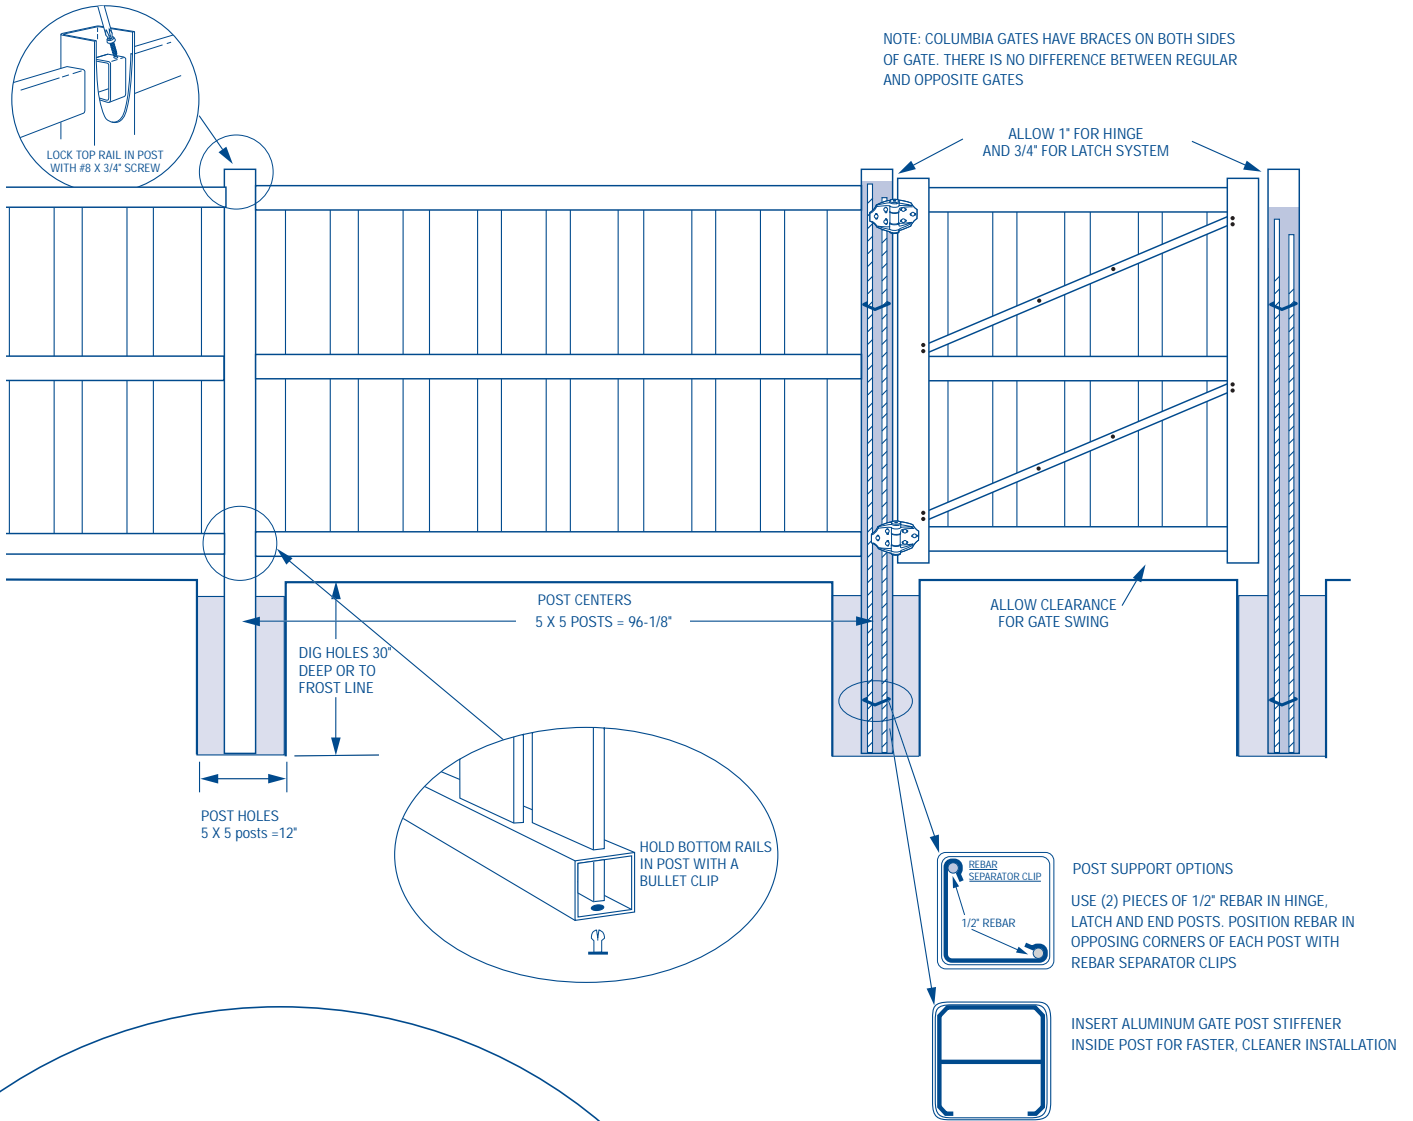 NOTE: COLUMBIA GATES HAVE BRACES ON BOTH SIDES
OF GATE. THERE IS NO DIFFERENCE BETWEEN REGULAR
AND OPPOSITE GATES
ALLOW 1" FOR HINGE
AND 3/4" FOR LATCH SYSTEM
LOCK TOP RAIL IN POST
WITH #8 X 3/4" SCREW
POST CENTERS
5 X 5 POSTS = 96-1/8"
ALLOW CLEARANCE
FOR GATE SWING
DIG HOLES 30"
DEEP OR TO
FROST LINE
POST HOLES
5 X 5 posts =12"
HOLD BOTTOM RAILS
IN POST WITH A
BULLET CLIP
REBAR
SEPARATOR CLIP
1/2" REBAR
POST SUPPORT OPTIONS
USE (2) PIECES OF 1/2" REBAR IN HINGE,
LATCH AND END POSTS. POSITION REBAR IN
OPPOSING CORNERS OF EACH POST WITH
REBAR SEPARATOR CLIPS
INSERT ALUMINUM GATE POST STIFFENER
INSIDE POST FOR FASTER, CLEANER INSTALLATION